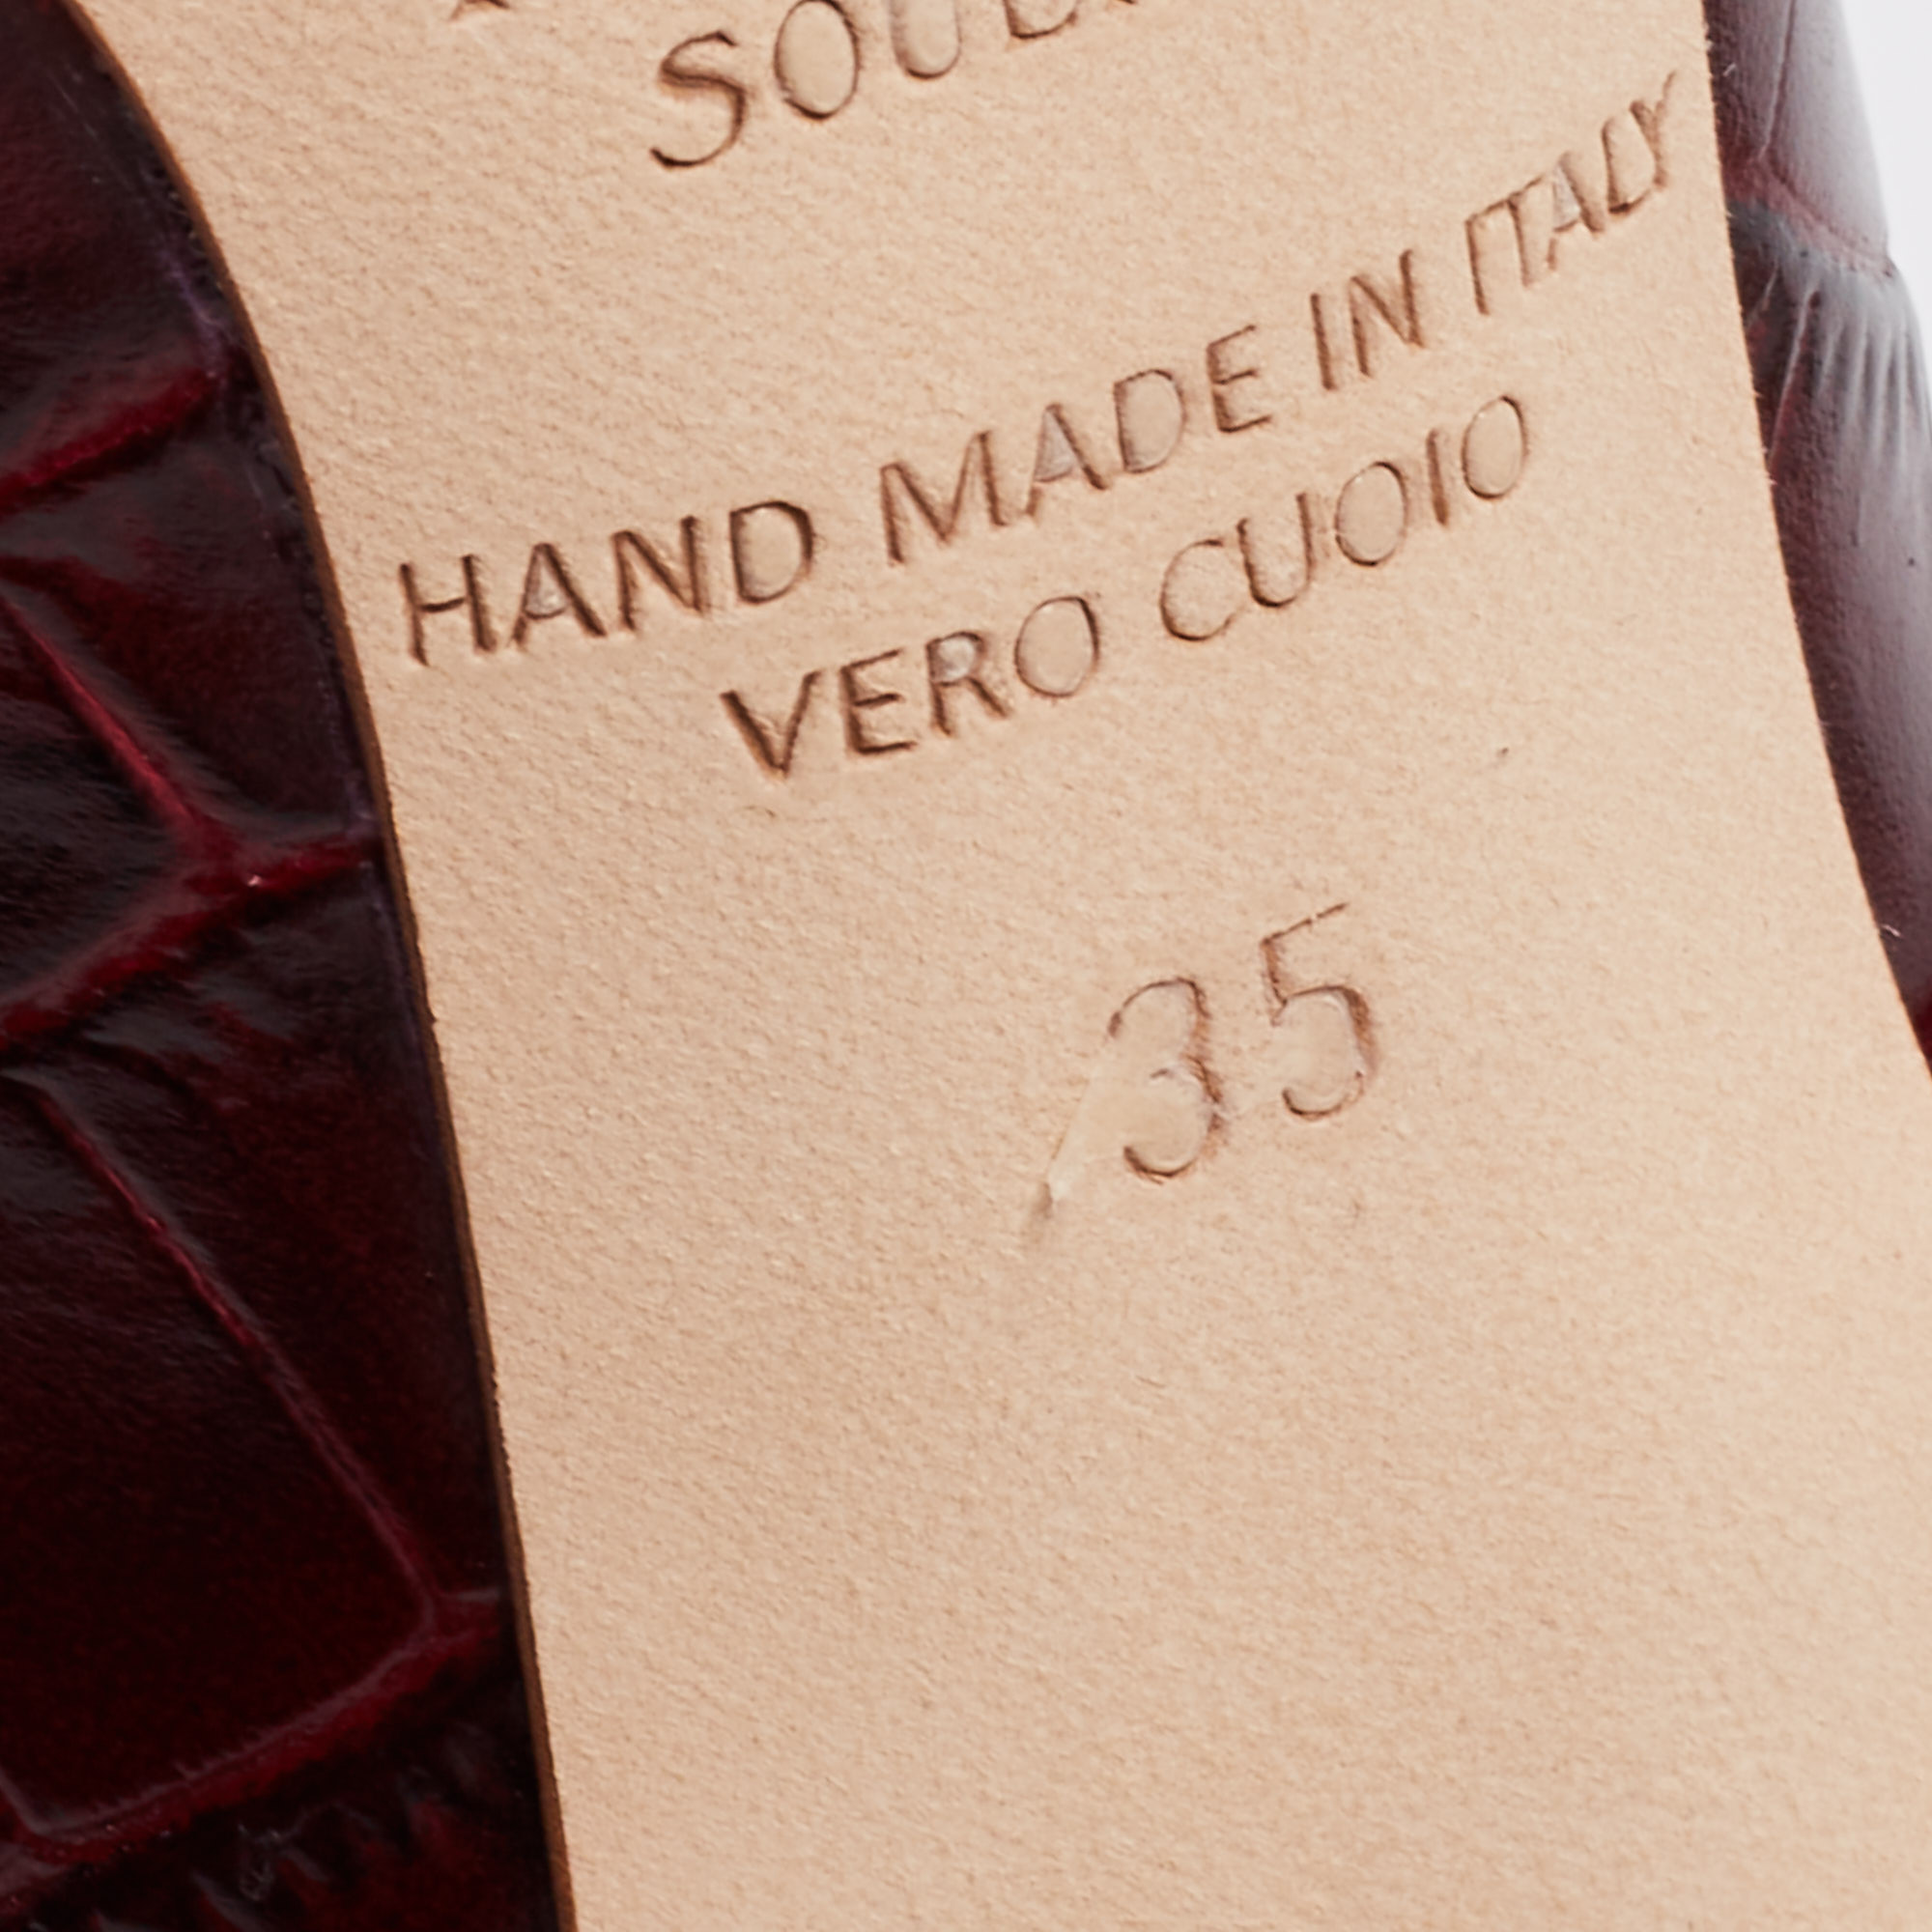 HAND MADE IN ITALY
VERO CUOIO
35